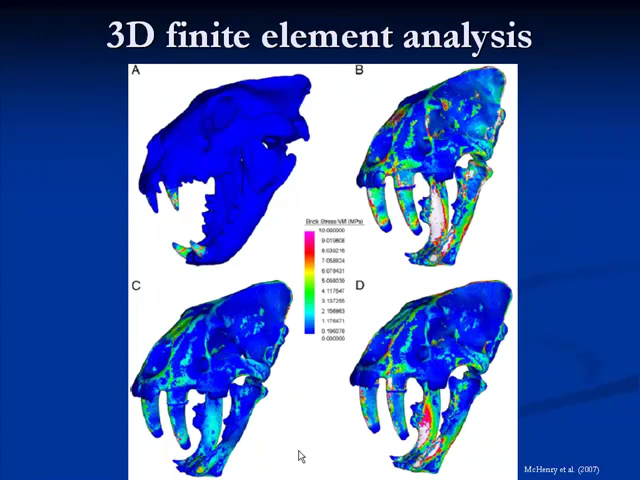 3D finite element analysis
A
B
Brick Stress:VM (MPa)
10.000000
9.019608
8.039216
7.058824
6.078431
5.098039
4.117647
3.137255
2.156863
1.176471
0.196078
0.000000
C
D
McHenry et al. (2007)